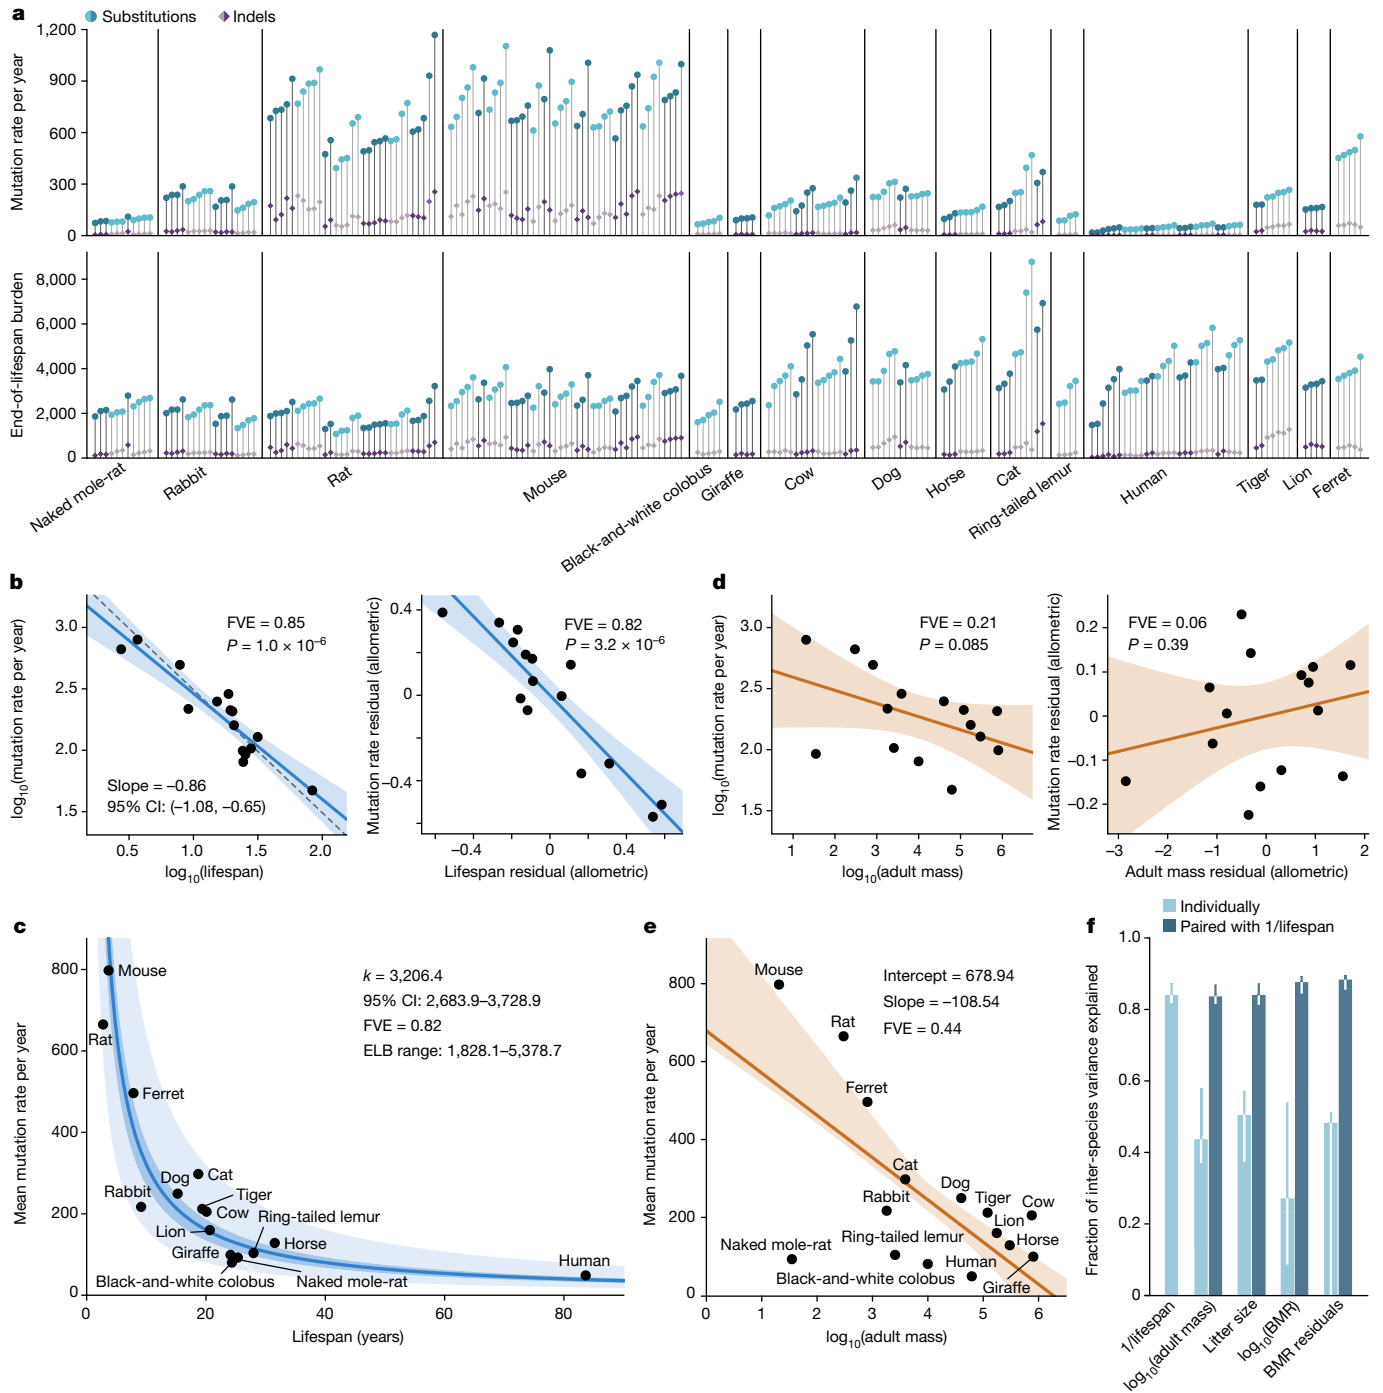 a
Substitutions
Indels
Mutation rate per year
1,200
900
600
300
0
End-of-lifespan burden
8,000
6,000
4,000
2,000
0
Naked mole-rat
Rabbit
Rat
Mouse
Black-and-white colobus
Giraffe
Cow
Dog
Horse
Cat
Ring-tailed lemur
Human
Tiger
Lion
Ferret
b
log10(mutation rate per year)
3.0
2.5
2.0
1.5
FVE = 0.85
P = 1.0 × 10⁻⁶
Slope = –0.86
95% CI: (–1.08, –0.65)
0.5
1.0
1.5
2.0
log10(lifespan)
Mutation rate residual (allometric)
0.4
0
–0.4
FVE = 0.82
P = 3.2 × 10⁻⁶
–0.4
0
0.4
Lifespan residual (allometric)
d
log10(mutation rate per year)
3.0
2.5
2.0
1.5
FVE = 0.21
P = 0.085
1
2
3
4
5
6
log10(adult mass)
Mutation rate residual (allometric)
0.2
0.1
0
–0.1
–0.2
FVE = 0.06
P = 0.39
–3
–2
–1
0
1
2
Adult mass residual (allometric)
c
Mean mutation rate per year
800
600
400
200
0
k = 3,206.4
95% CI: 2,683.9–3,728.9
FVE = 0.82
ELB range: 1,828.1–5,378.7
Mouse
Rat
Ferret
Cat
Dog
Rabbit
Tiger
Cow
Ring-tailed lemur
Lion
Horse
Giraffe
Human
Black-and-white colobus
Naked mole-rat
0
20
40
60
80
Lifespan (years)
e
Mean mutation rate per year
800
600
400
200
0
Intercept = 678.94
Slope = –108.54
FVE = 0.44
Mouse
Rat
Ferret
Cat
Dog
Rabbit
Tiger
Cow
Lion
Ring-tailed lemur
Horse
Naked mole-rat
Human
Black-and-white colobus
Giraffe
0
1
2
3
4
5
6
log10(adult mass)
f
Individually
Paired with 1/lifespan
Fraction of inter-species variance explained
1.0
0.8
0.6
0.4
0.2
0
1/lifespan
log10(adult mass)
Litter size
log10(BMR)
BMR residuals